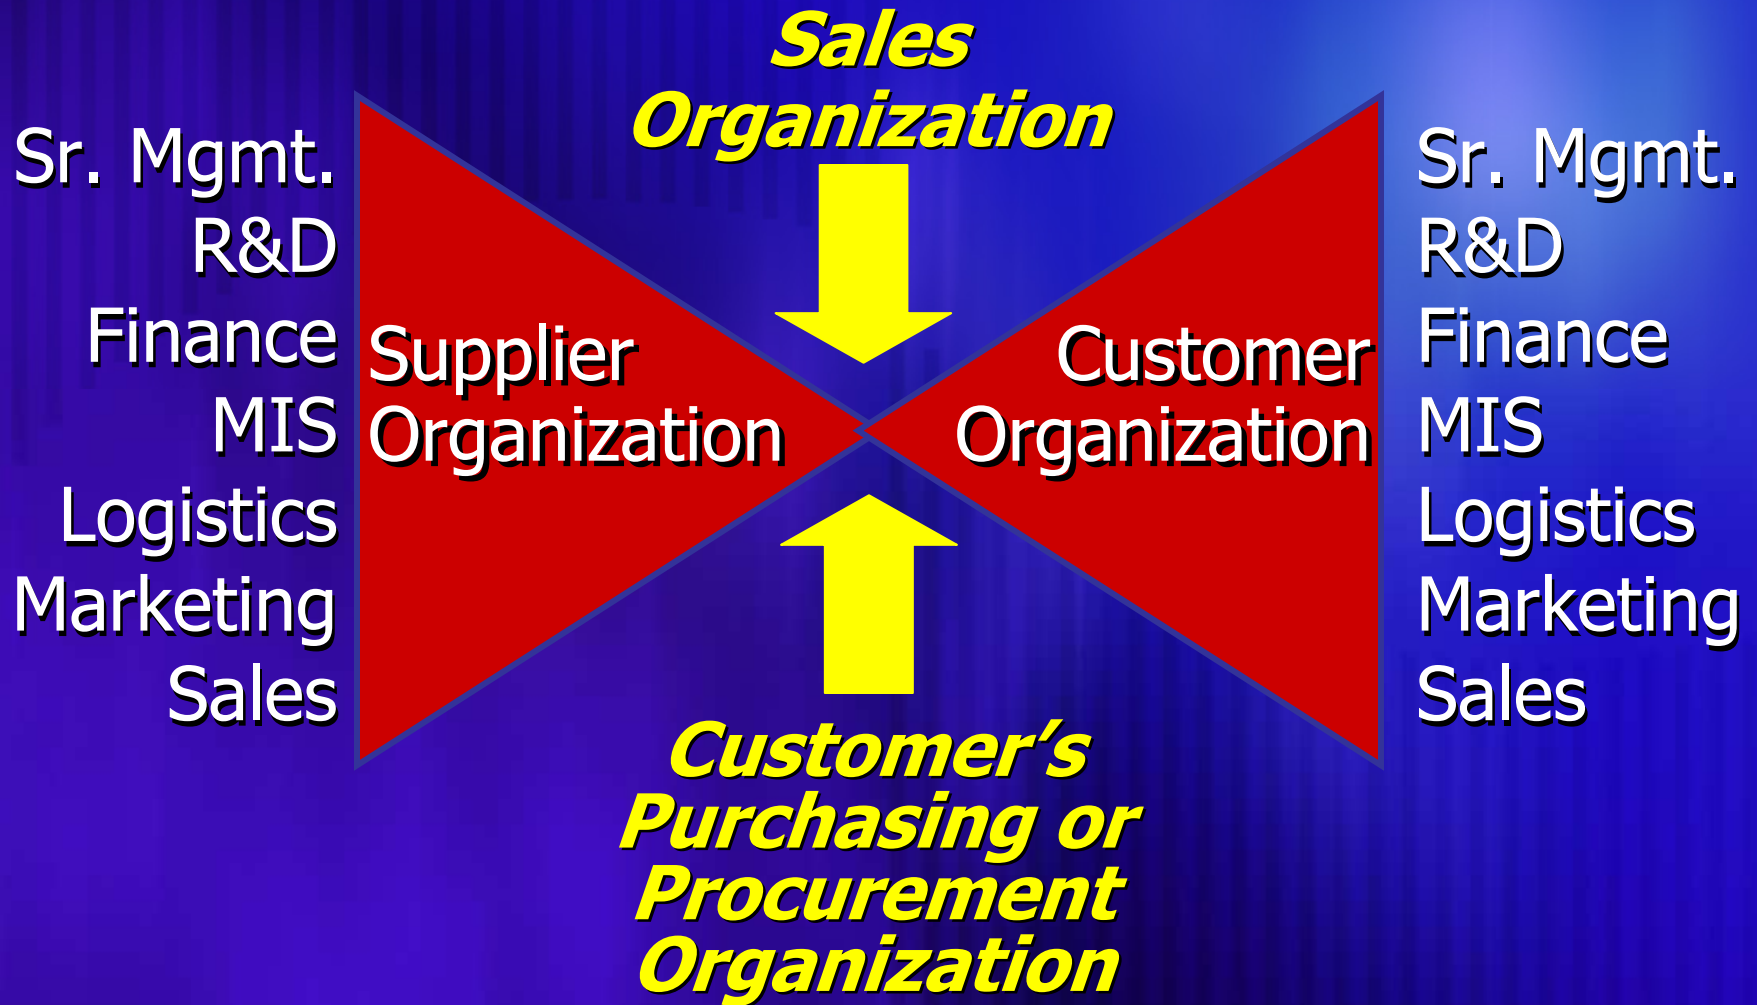 Sales
Organization
Sr. Mgmt.
R&D
Finance
MIS
Logistics
Marketing
Sales
Supplier
Organization
Customer
Organization
Sr. Mgmt.
R&D
Finance
MIS
Logistics
Marketing
Sales
Customer’s
Purchasing or
Procurement
Organization